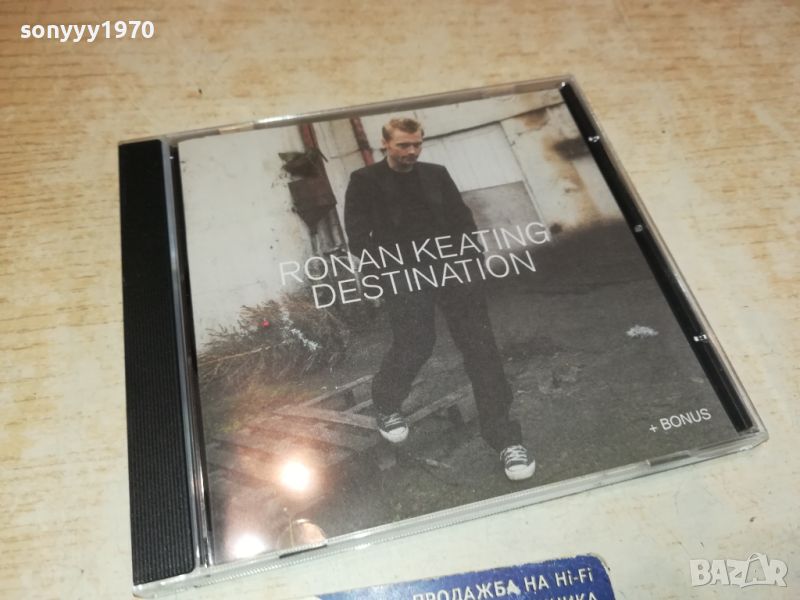 sonyyy1970
RONAN KEATING
DESTINATION
+ BONUS
ПРОДАЖБА НА Hi-Fi
BAZAR